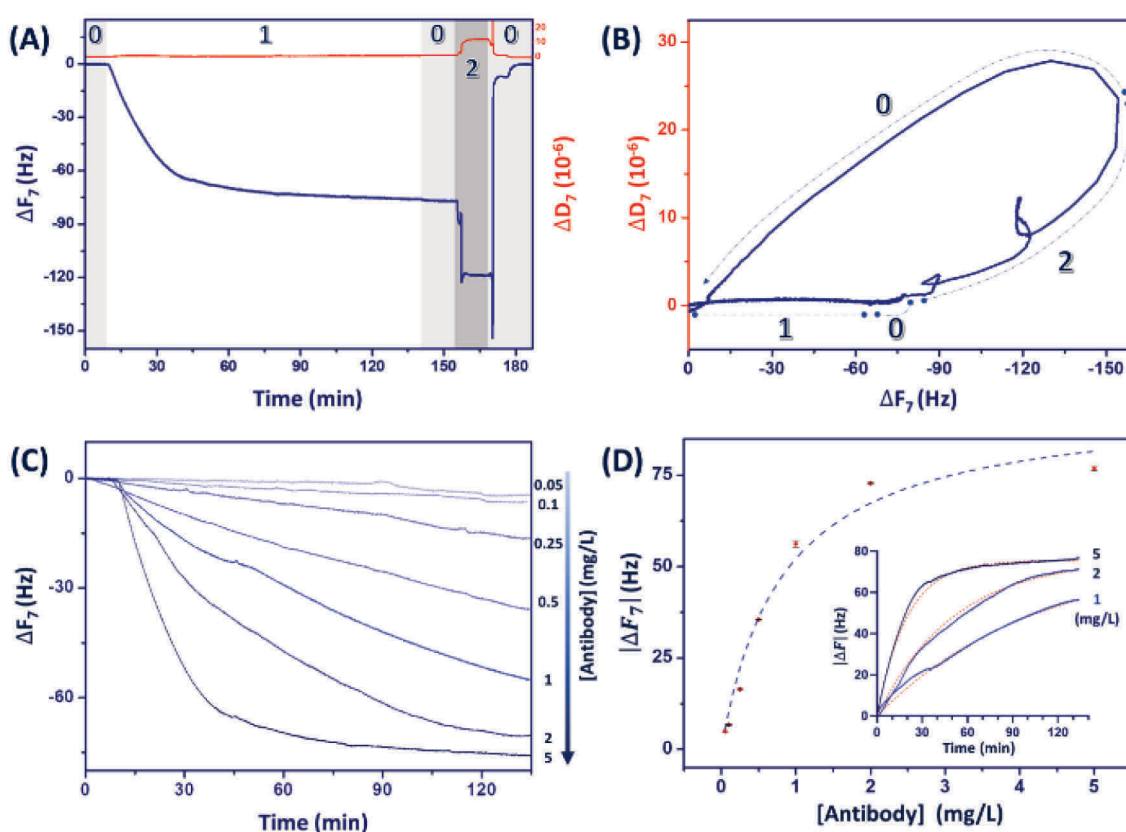 (A)
0 1 0 2 0
20
10
0
0
-30
-60
-90
-120
-150
ΔF₇ (Hz)
ΔD₇ (10⁻⁶)
0 30 60 90 120 150 180
Time (min)
(B)
30
20
10
0
ΔD₇ (10⁻⁶)
0
2
1 0
0 -30 -60 -90 -120 -150
ΔF₇ (Hz)
(C)
0
-30
-60
ΔF₇ (Hz)
0.05
0.1
0.25
0.5
1
2
5
[Antibody] (mg/L)
0 30 60 90 120
Time (min)
(D)
75
50
25
0
|ΔF₇| (Hz)
0 1 2 3 4 5
[Antibody] (mg/L)
80
60
40
20
0
|ΔF| (Hz)
5
2
1
(mg/L)
0 30 60 90 120
Time (min)